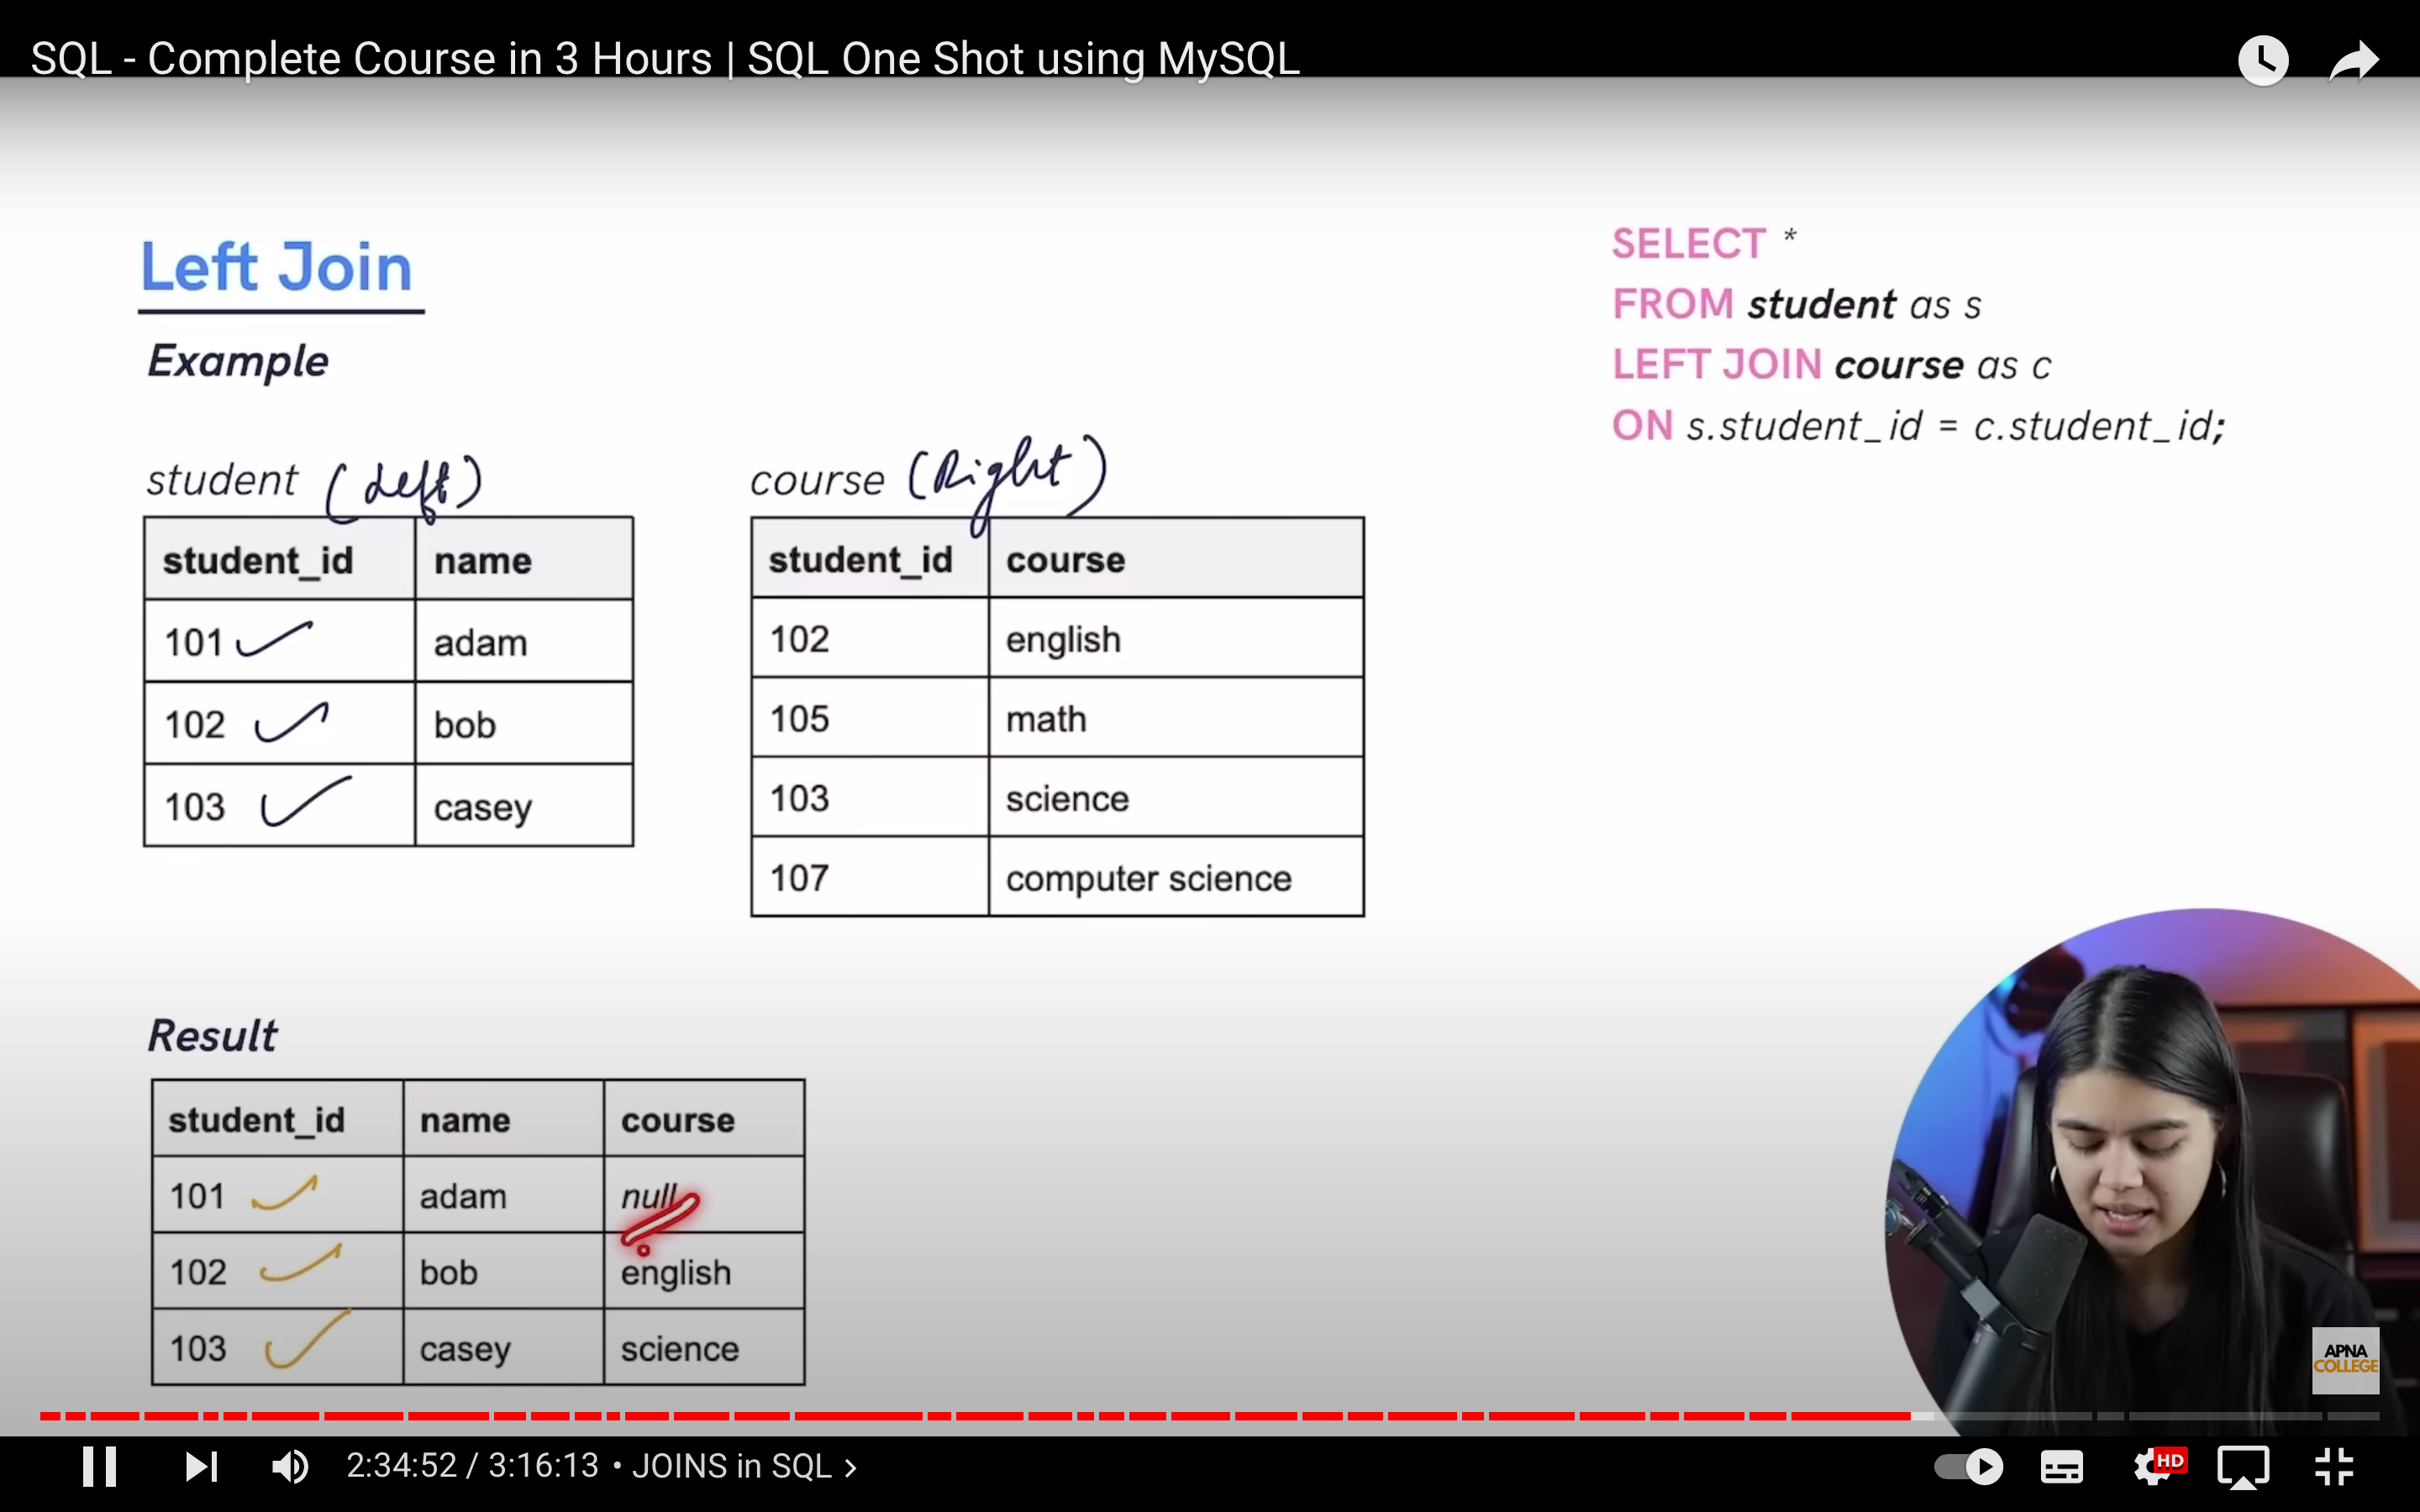 SQL - Complete Course in 3 Hours | SQL One Shot using MySQL
Left Join
Example
SELECT *
FROM student as s
LEFT JOIN course as c
ON s.student_id = c.student_id;
student (Left)
student_id name
101 adam
102 bob
103 casey
course (Right)
student_id course
102 english
105 math
103 science
107 computer science
Result
student_id name course
101 adam null
102 bob english
103 casey science
APNA
COLLEGE
2:34:52 / 3:16:13 • JOINS in SQL >
HD